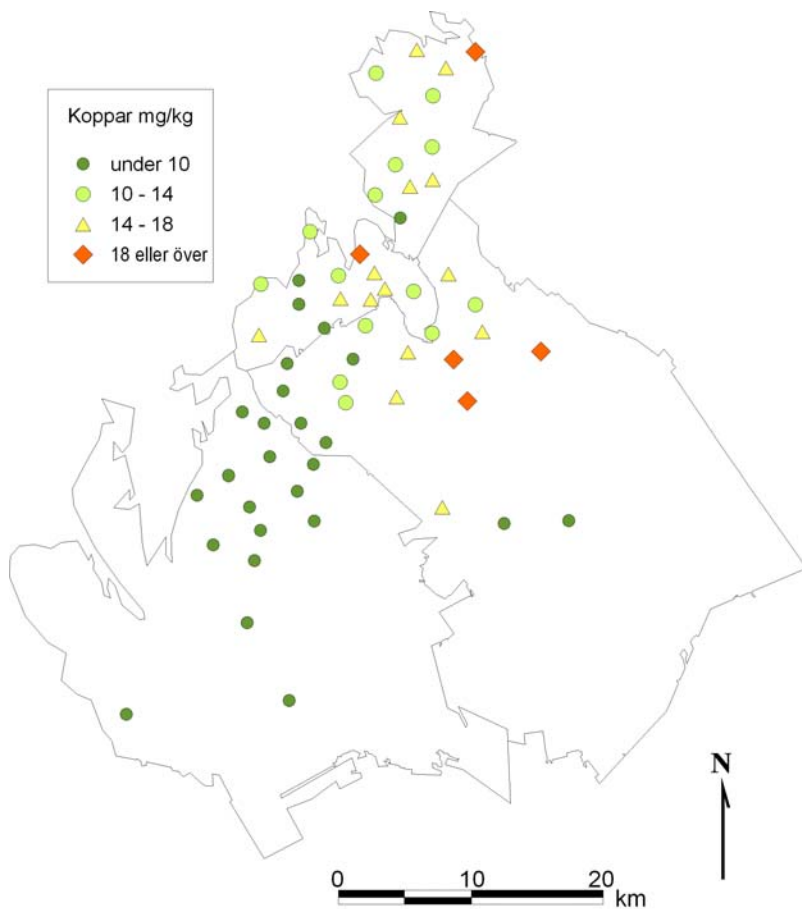 Koppar mg/kg
under 10
10 - 14
14 - 18
18 eller över
N
0 10 20
km